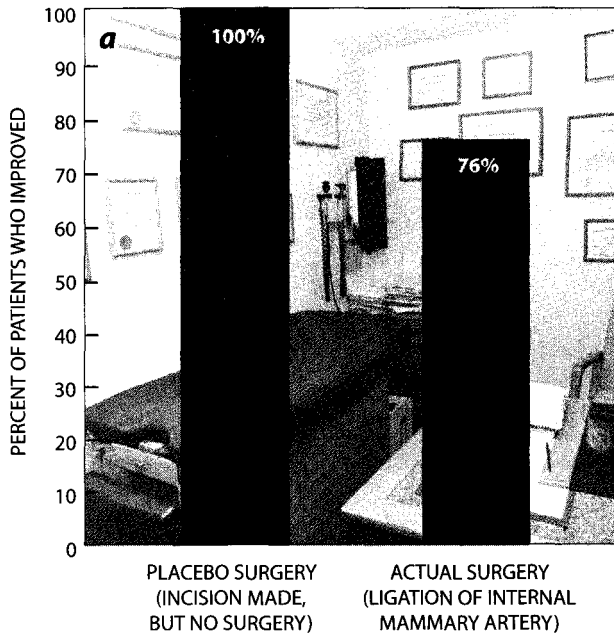 PERCENT OF PATIENTS WHO IMPROVED
100
90
80
70
60
50
40
30
20
10
0
a
100%
76%
PLACEBO SURGERY
(INCISION MADE,
BUT NO SURGERY)
ACTUAL SURGERY
(LIGATION OF INTERNAL
MAMMARY ARTERY)